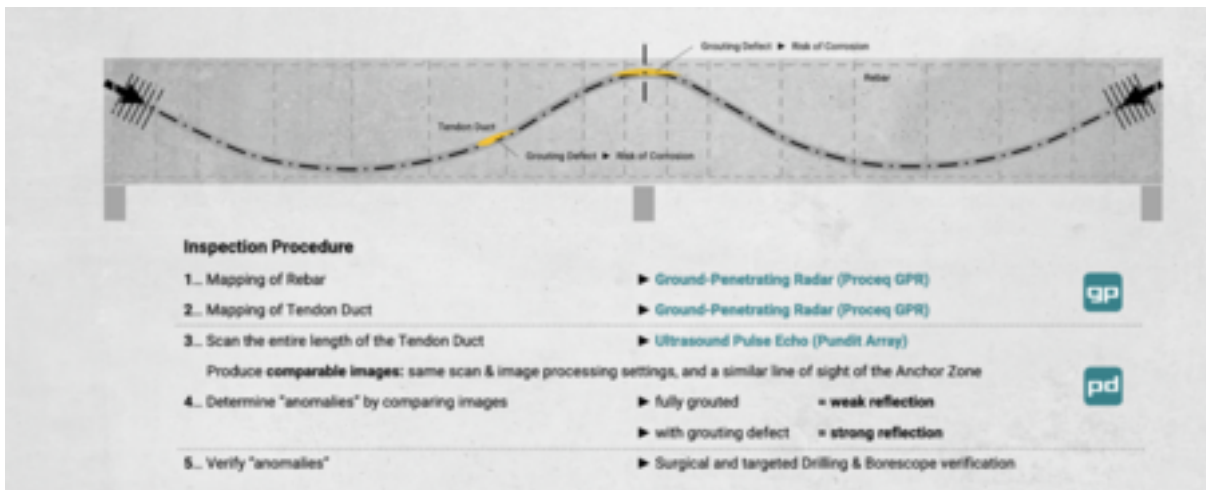 Grouting Defect ► Risk of Corrosion
Rebar
Tendon Duct
Grouting Defect ► Risk of Corrosion
Inspection Procedure
1... Mapping of Rebar ► Ground-Penetrating Radar (Proceq GPR)
gp
2... Mapping of Tendon Duct ► Ground-Penetrating Radar (Proceq GPR)
3... Scan the entire length of the Tendon Duct ► Ultrasound Pulse Echo (Pundit Array)
Produce comparable images: same scan & image processing settings, and a similar line of sight of the Anchor Zone
pd
4... Determine "anomalies" by comparing images ► fully grouted = weak reflection
► with grouting defect = strong reflection
5... Verify "anomalies" ► Surgical and targeted Drilling & Borescope verification